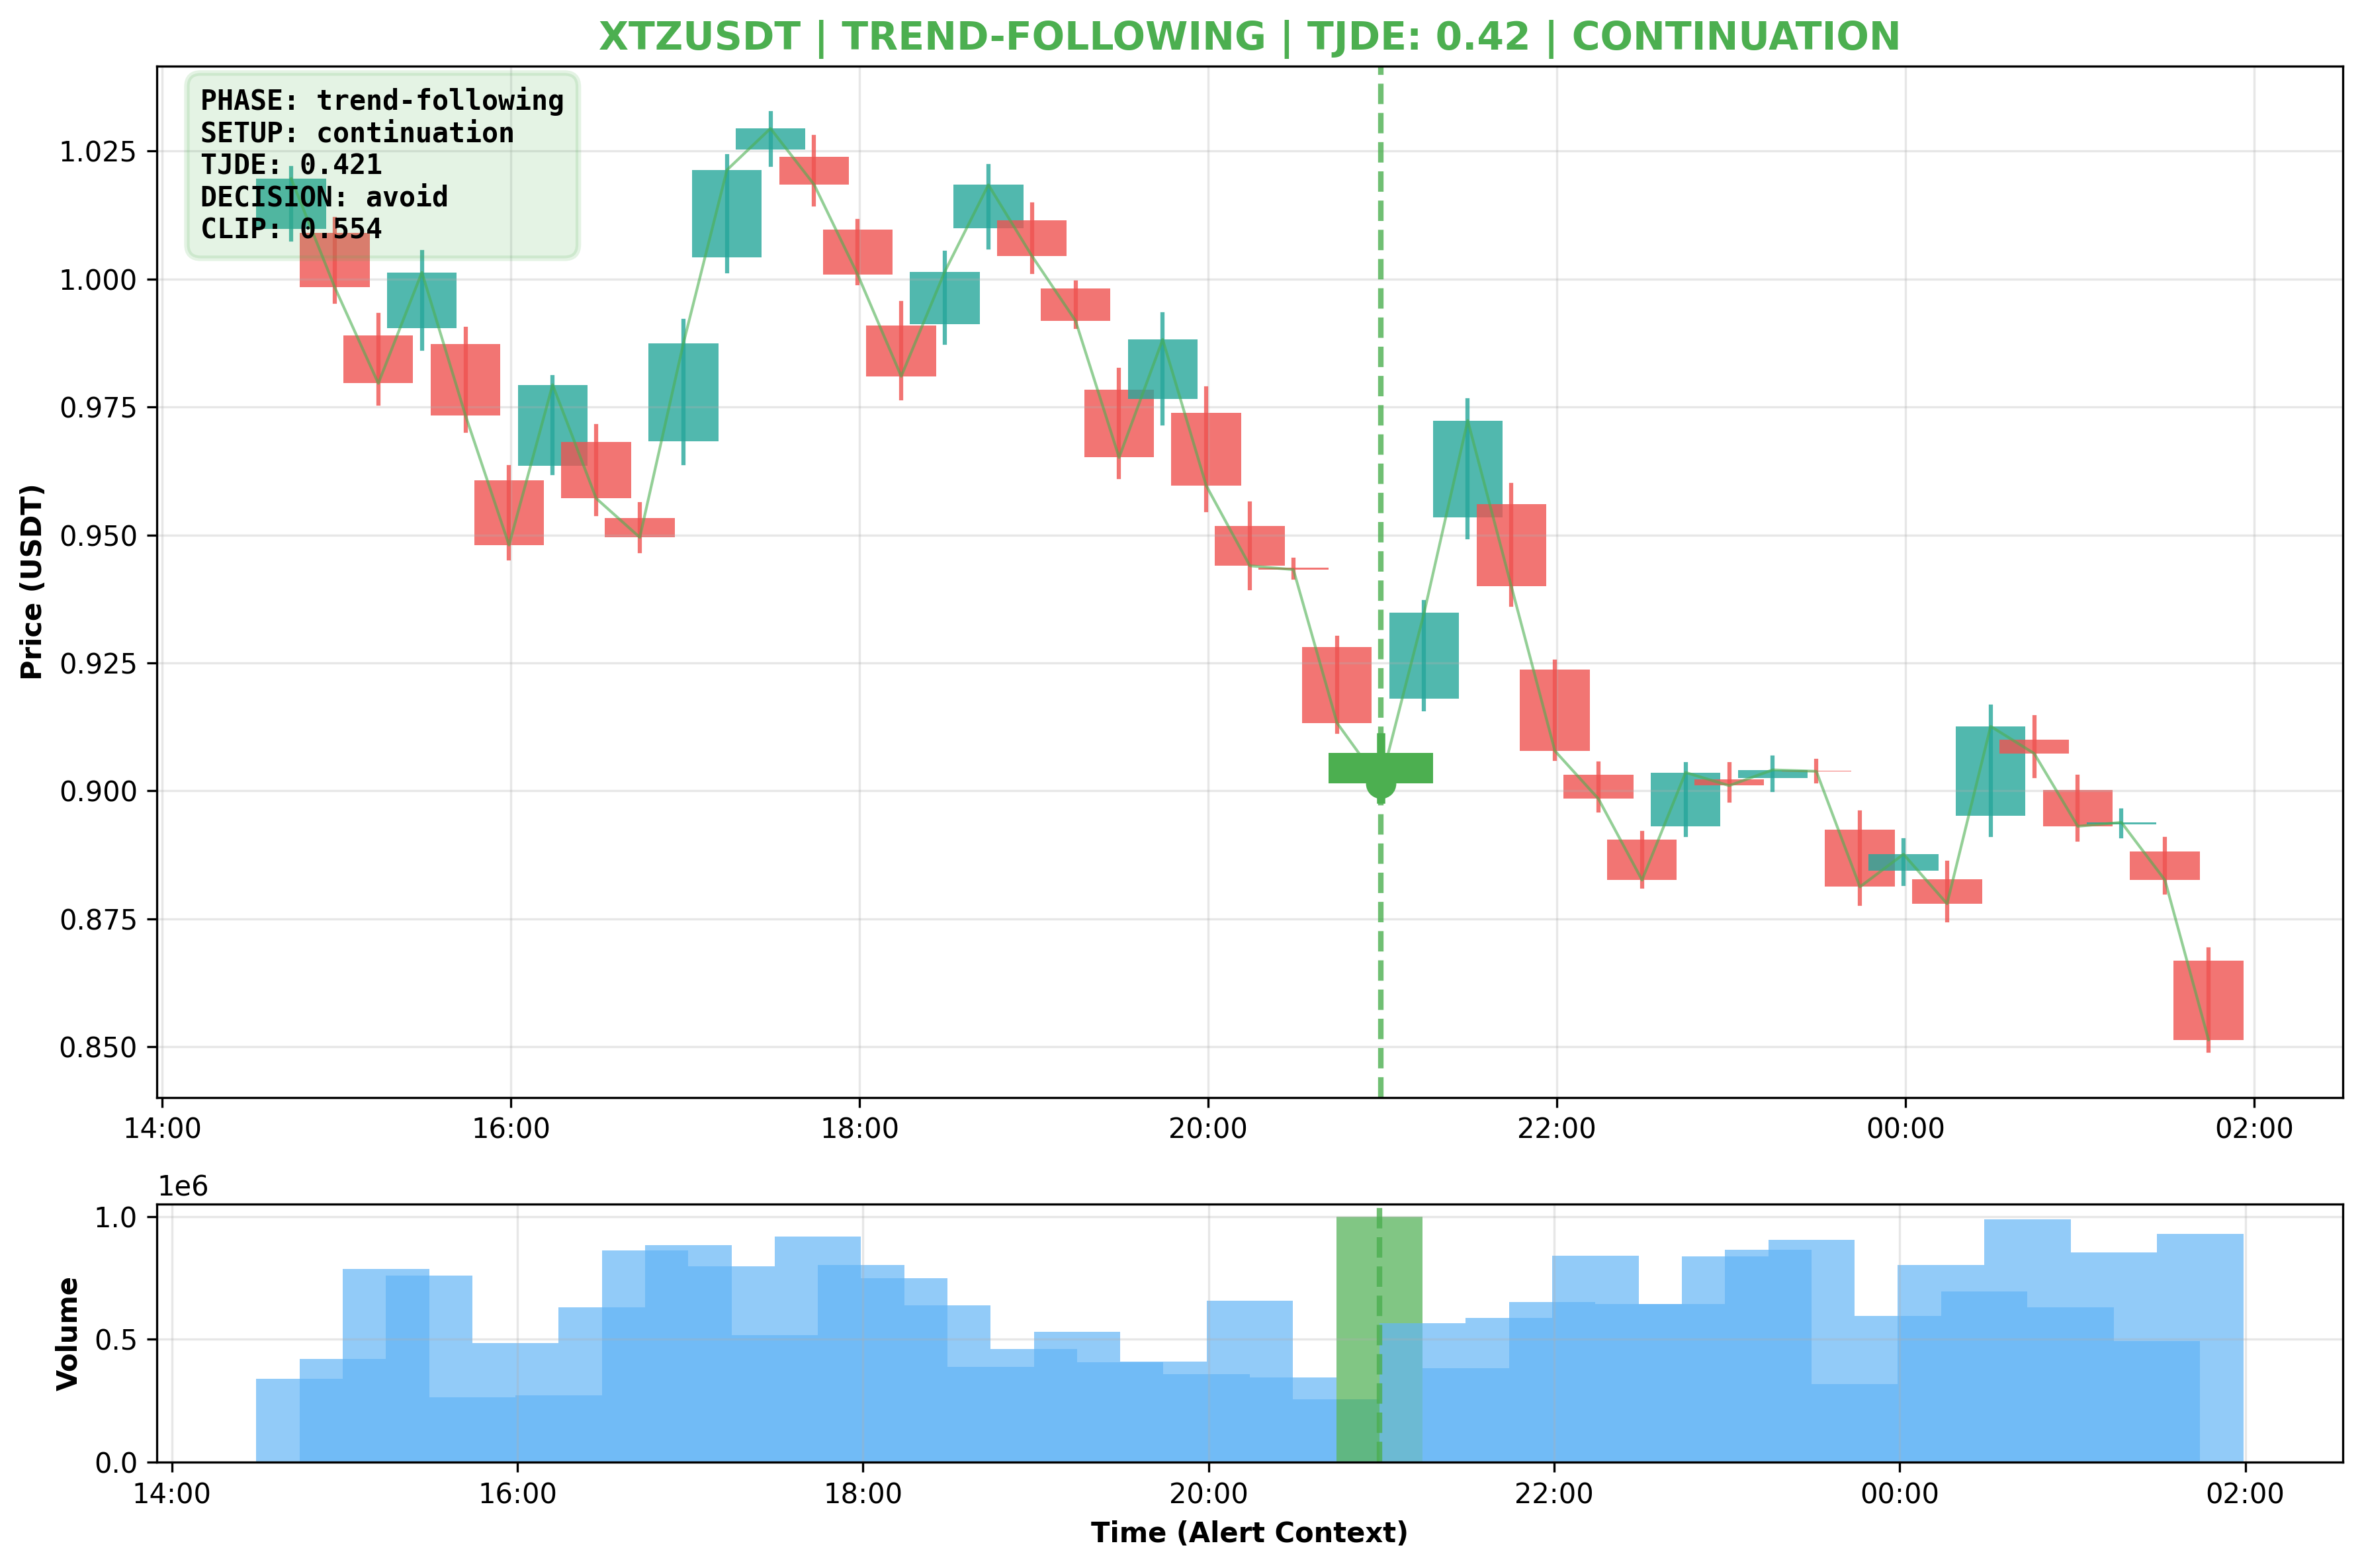 XTZUSDT | TREND-FOLLOWING | TJDE: 0.42 | CONTINUATION
PHASE: trend-following
SETUP: continuation
TJDE: 0.421
DECISION: avoid
CLIP: 0.554
Price (USDT)
1.025
1.000
0.975
0.950
0.925
0.900
0.875
0.850
14:00 16:00 18:00 20:00 22:00 00:00 02:00
1e6
Volume
1.0
0.5
0.0
14:00 16:00 18:00 20:00 22:00 00:00 02:00
Time (Alert Context)